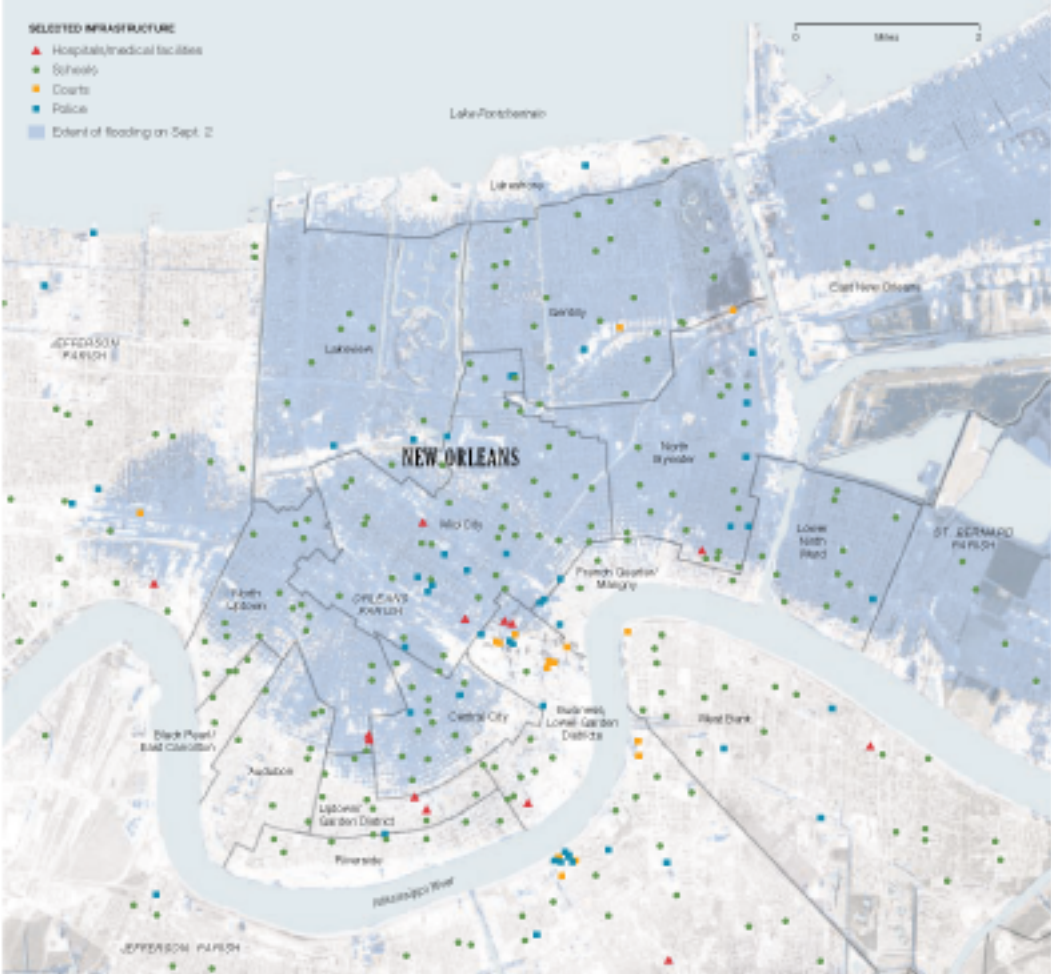 SELECTED INFRASTRUCTURE
Hospitals/medical facilities
Schools
Courts
Police
Extent of flooding on Sept. 2
0 2
Miles
Lake Pontchartrain
Lakeshore
East New Orleans
Gentilly
JEFFERSON
PARISH
Lakeview
NEW ORLEANS
North
Bywater
Mid City
Lower
Ninth
Ward
ST. BERNARD
PARISH
French Quarter/
Marigny
North
Uptown
ORLEANS
PARISH
Central City
Business/
Lower Garden
Districts
West Bank
Black Pearl/
East Carrollton
Audubon
Uptown/
Garden District
Riverside
Mississippi River
JEFFERSON PARISH